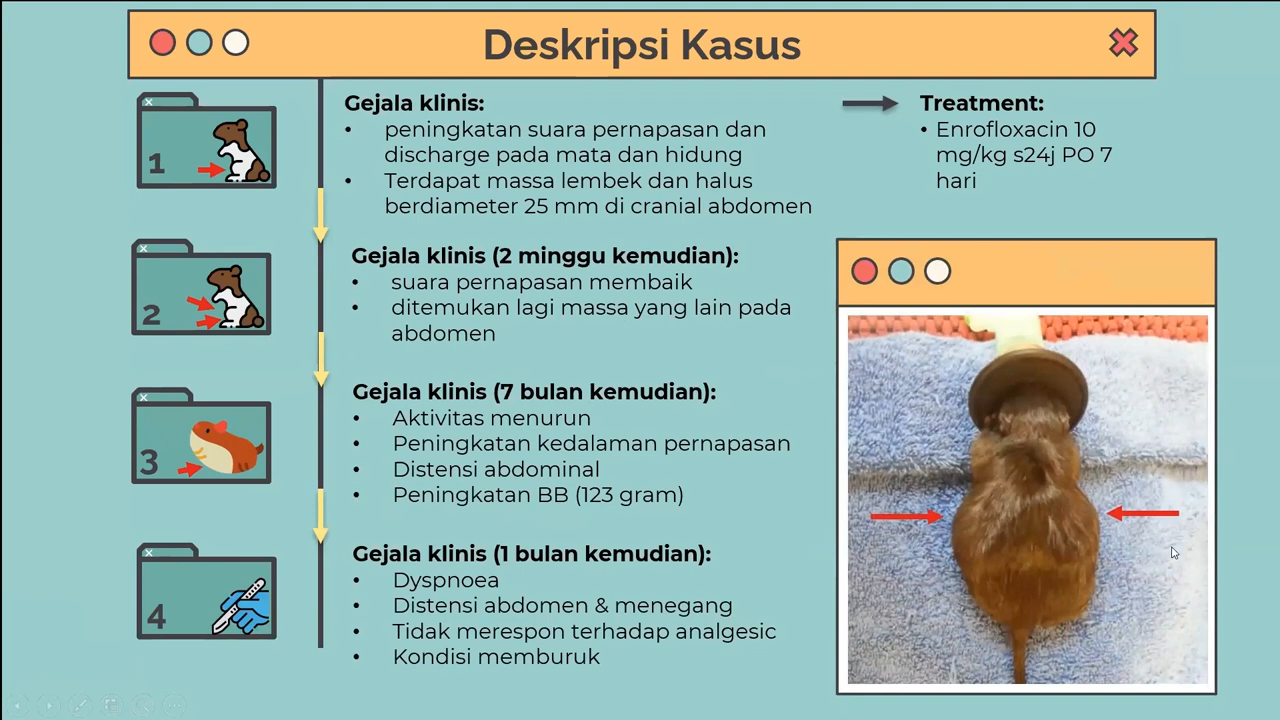 Deskripsi Kasus
1
Gejala klinis:
• peningkatan suara pernapasan dan
discharge pada mata dan hidung
• Terdapat massa lembek dan halus
berdiameter 25 mm di cranial abdomen
Treatment:
• Enrofloxacin 10
mg/kg s24j PO 7
hari
2
Gejala klinis (2 minggu kemudian):
• suara pernapasan membaik
• ditemukan lagi massa yang lain pada
abdomen
3
Gejala klinis (7 bulan kemudian):
• Aktivitas menurun
• Peningkatan kedalaman pernapasan
• Distensi abdominal
• Peningkatan BB (123 gram)
4
Gejala klinis (1 bulan kemudian):
• Dyspnoea
• Distensi abdomen & menegang
• Tidak merespon terhadap analgesic
• Kondisi memburuk